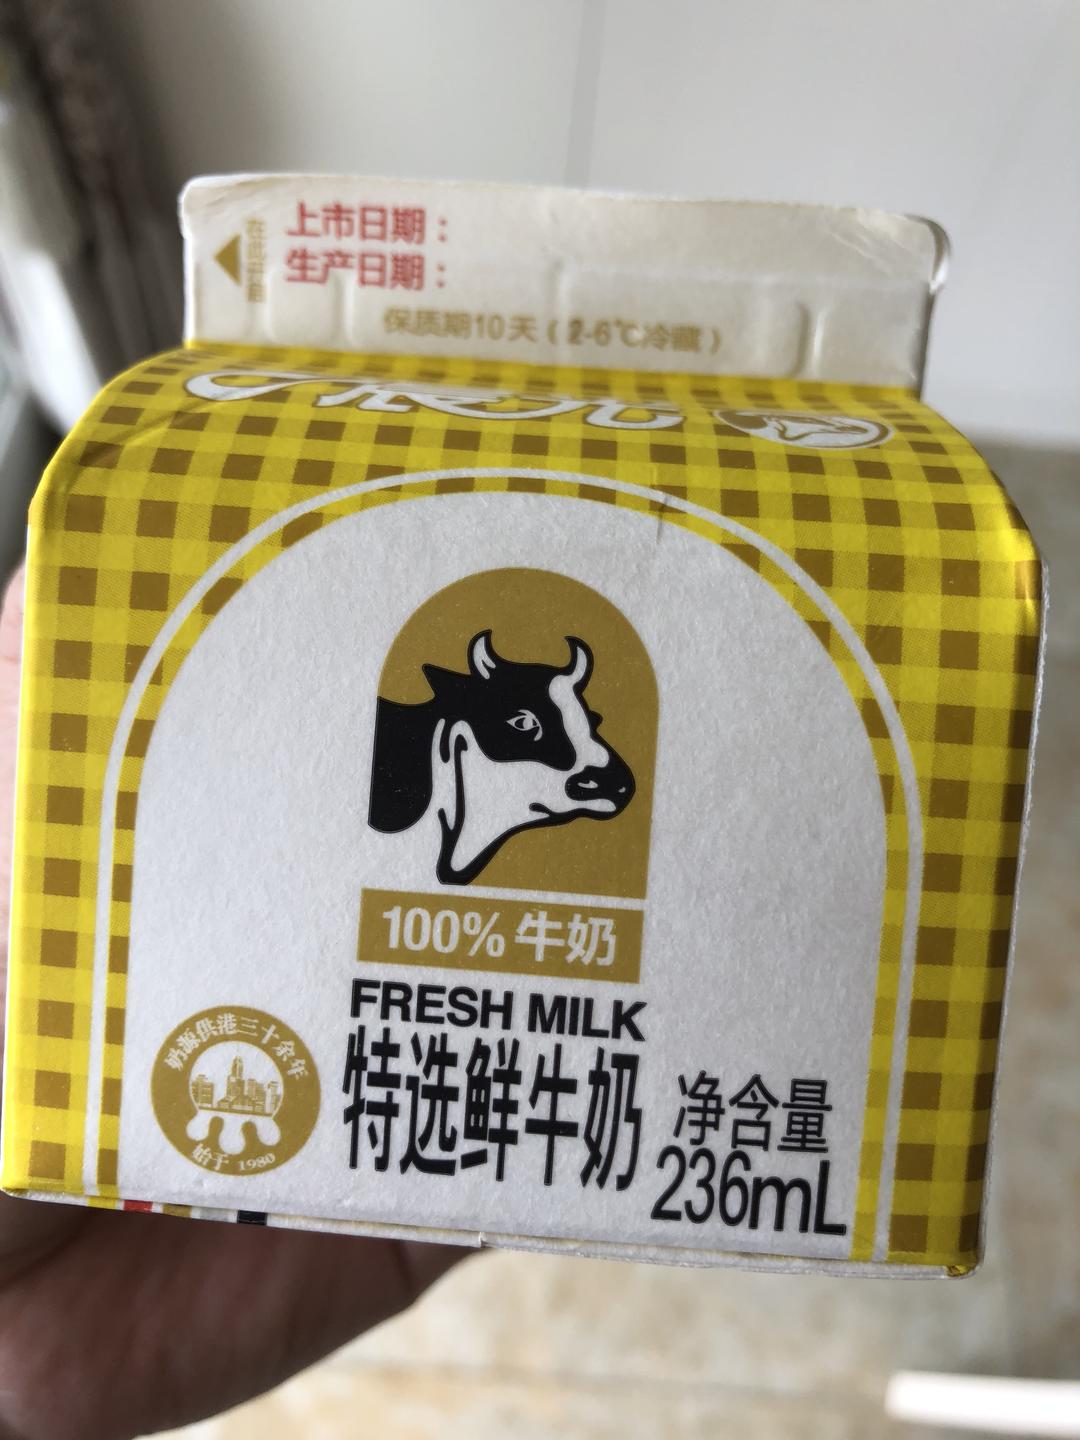 上市日期：
生产日期：
保质期10天（2-6℃冷藏）
晨光
100% 牛奶
FRESH MILK
特选鲜牛奶
奶源供港三十余年
始于 1980
净含量
236mL